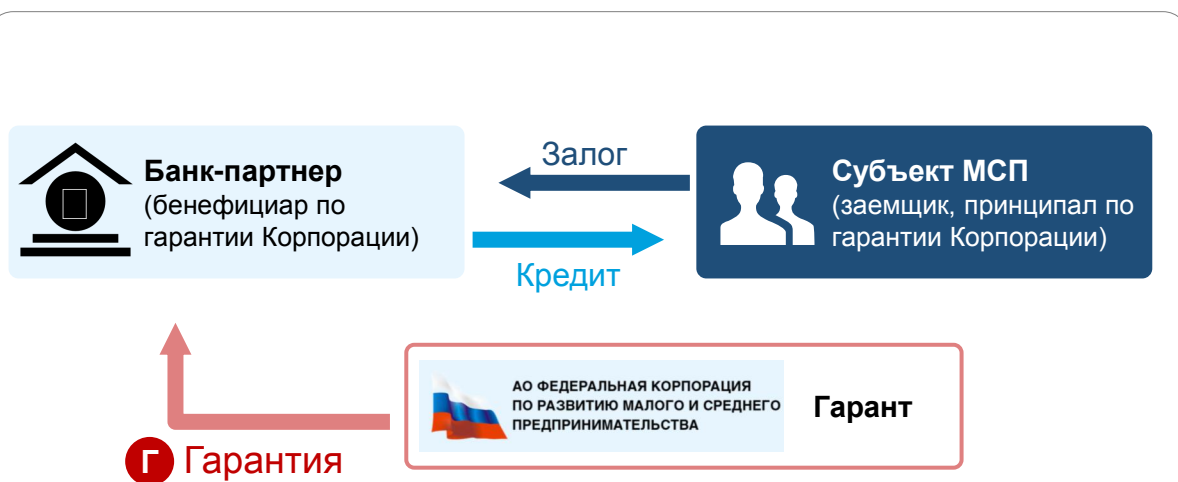 Залог
Банк-партнер
(бенефициар по
гарантии Корпорации)
Субъект МСП
(заемщик, принципал по
гарантии Корпорации)
Кредит
АО ФЕДЕРАЛЬНАЯ КОРПОРАЦИЯ
ПО РАЗВИТИЮ МАЛОГО И СРЕДНЕГО
ПРЕДПРИНИМАТЕЛЬСТВА
Гарант
Г Гарантия